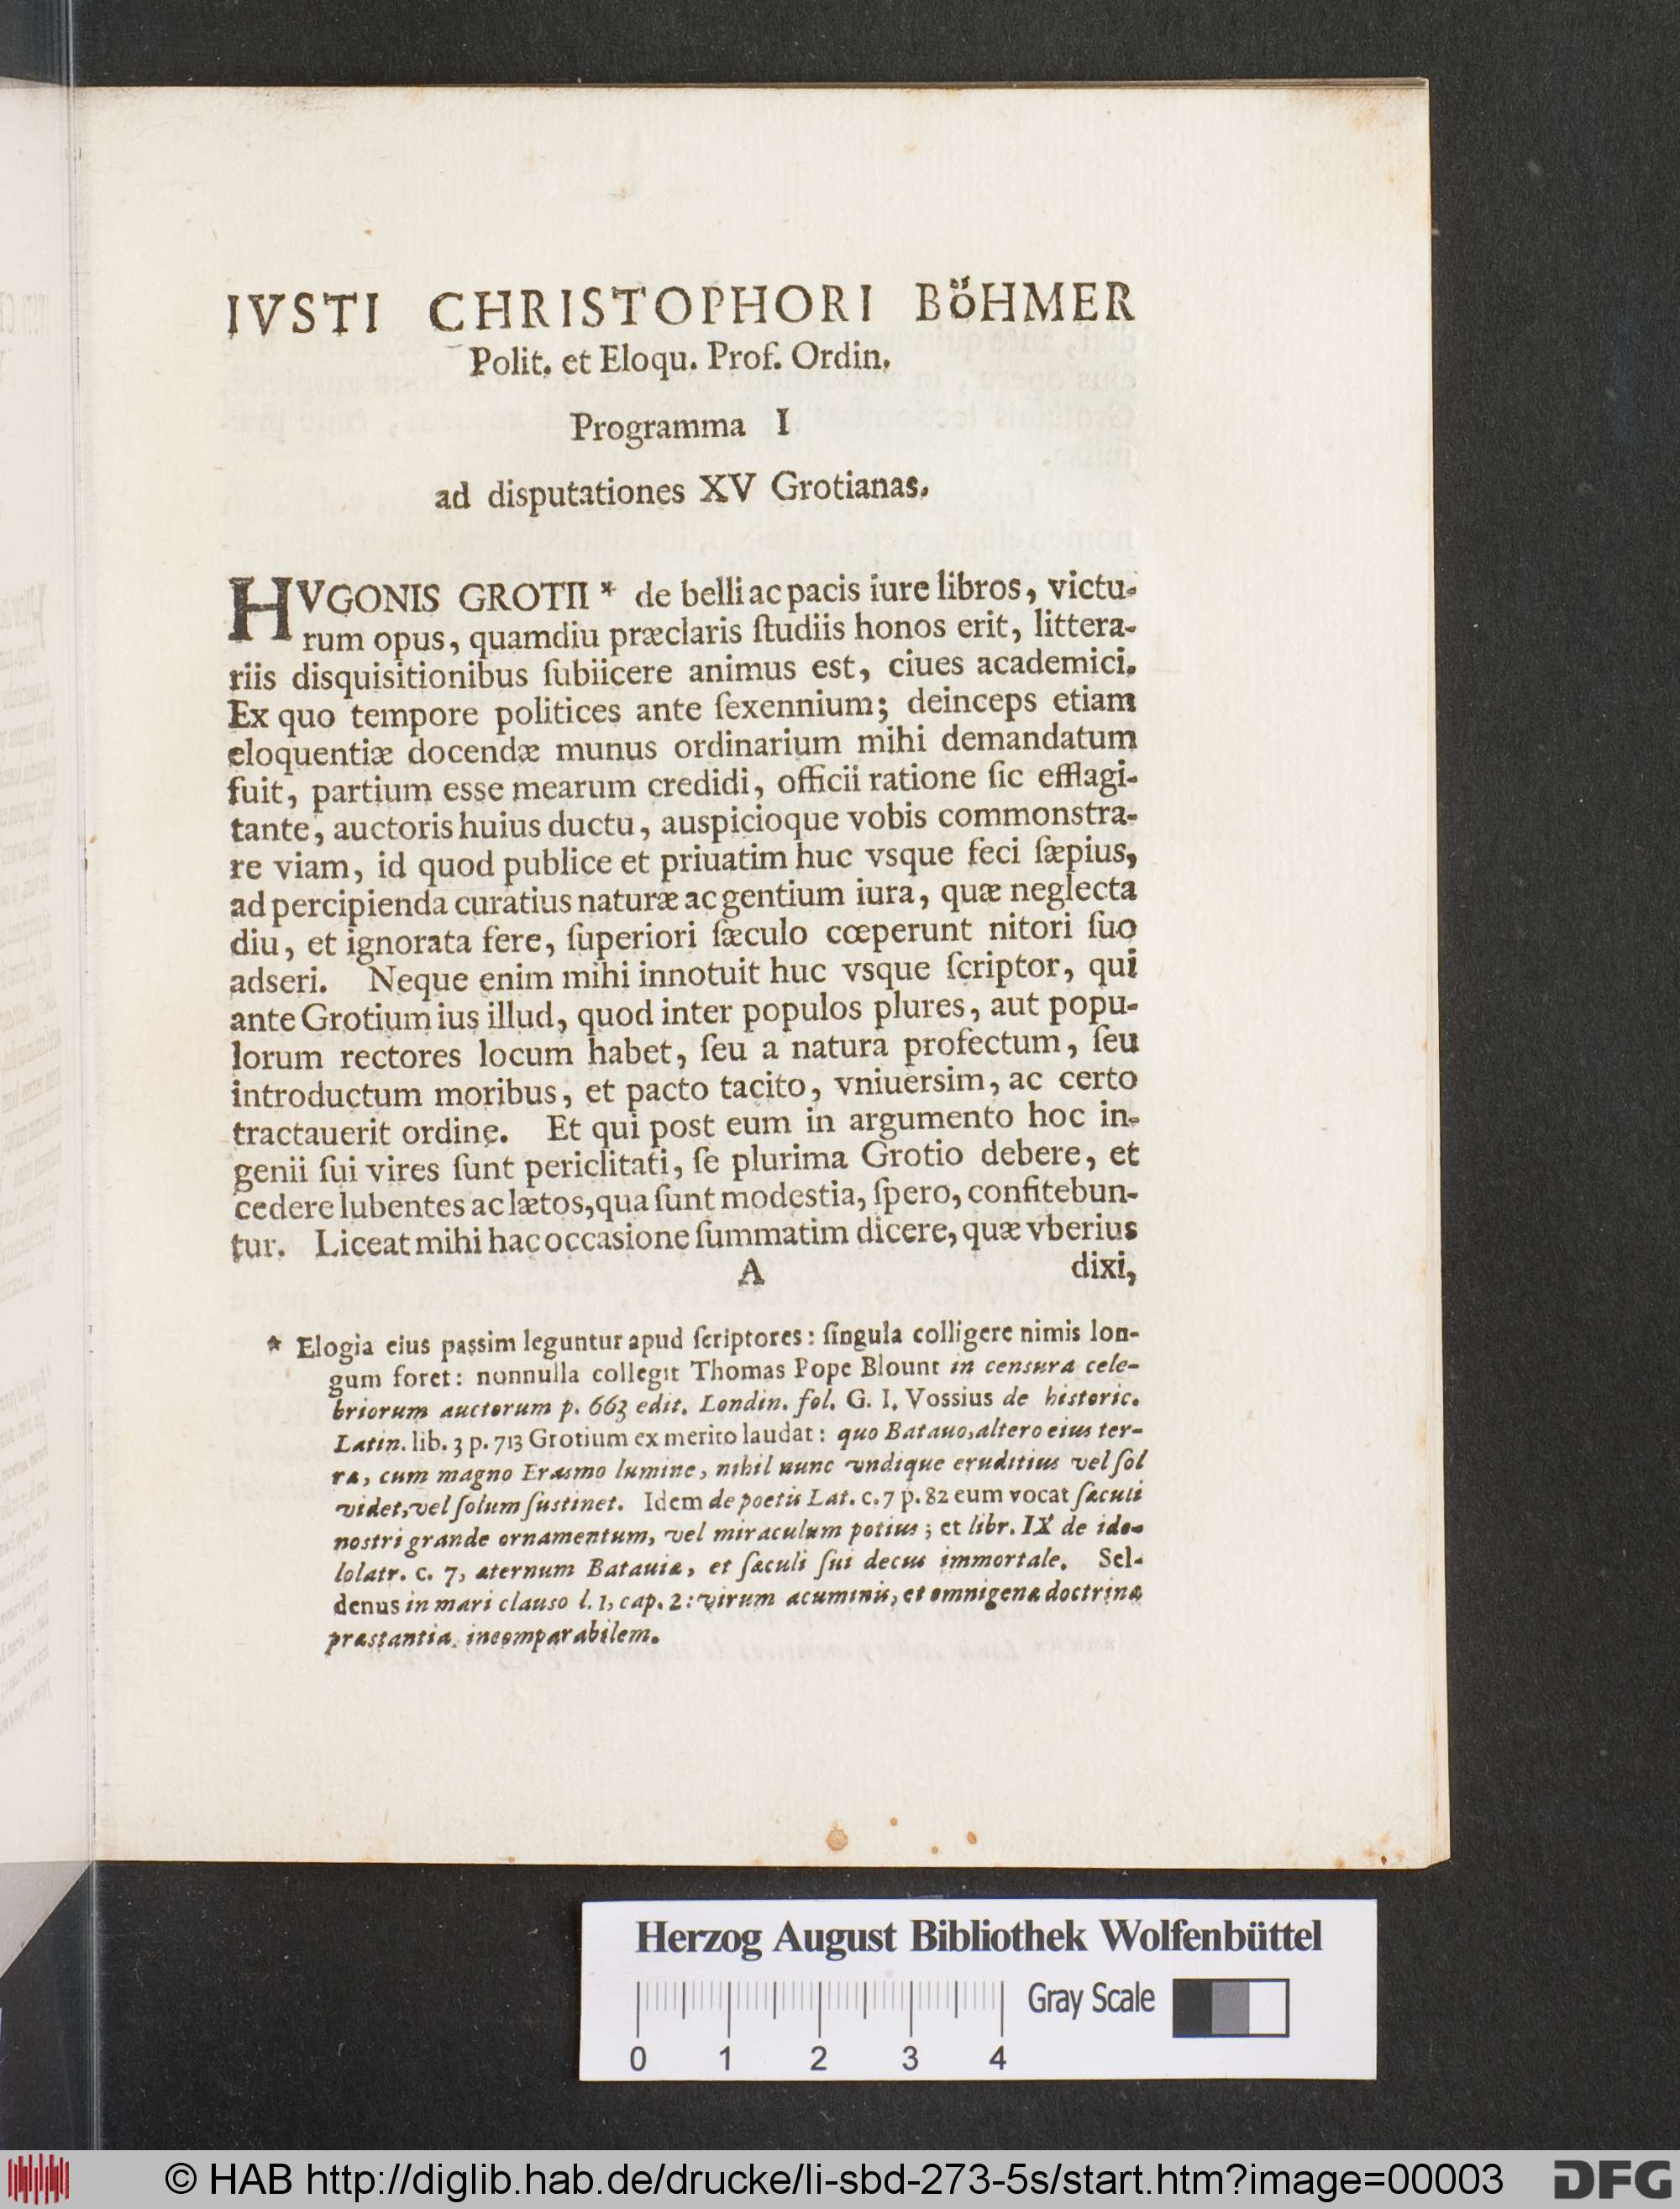 IVSTI CHRISTOPHORI BöHMER
Polit. et Eloqu. Prof. Ordin.
Programma I
ad disputationes XV Grotianas.
HVGONIS GROTII * de belli ac pacis iure libros, victu-
rum opus, quamdiu præclaris ſtudiis honos erit, littera-
riis disquisitionibus ſubiicere animus est, ciues academici.
Ex quo tempore politices ante ſexennium; deinceps etiam
eloquentiæ docendæ munus ordinarium mihi demandatum
fuit, partium esse mearum credidi, officii ratione ſic efflagi-
tante, auctoris huius ductu, auspicioque vobis commonstra-
re viam, id quod publice et priuatim huc vsque feci ſæpius,
ad percipienda curatius naturæ ac gentium iura, quæ neglecta
diu, et ignorata fere, ſuperiori ſæculo cœperunt nitori ſuo
adseri. Neque enim mihi innotuit huc vsque ſcriptor, qui
ante Grotium ius illud, quod inter populos plures, aut popu-
lorum rectores locum habet, ſeu a natura profectum, ſeu
introductum moribus, et pacto tacito, vniuersim, ac certo
tractauerit ordine. Et qui post eum in argumento hoc in-
genii ſui vires ſunt periclitati, ſe plurima Grotio debere, et
cedere lubentes ac lætos, qua ſunt modestia, ſpero, confitebun-
tur. Liceat mihi hac occasione ſummatim dicere, quæ vberius
A dixi,
* Elogia eius passim leguntur apud ſcriptores: ſingula colligere nimis lon-
gum foret: nonnulla collegit Thomas Pope Blount in censura cele-
briorum auctorum p. 663 edit. Londin. fol. G. I. Vossius de historic.
Latin. lib. 3 p. 713 Grotium ex merito laudat: quo Batauo, altero eius ter-
ra, cum magno Erasmo lumine, nihil nunc vndique eruditius vel ſol
videt, vel ſolum ſustinet. Idem de poetis Lat. c. 7 p. 82 eum vocat ſæculi
nostri grande ornamentum, vel miraculum potius; et libr. IX de ido-
lolatr. c. 7, æternum Batauiæ, et ſæculi ſui decus immortale. Sel-
denus in mari clauso l. 1, cap. 2: virum acuminis, et omnigenæ doctrinæ
præstantia incomparabilem.
Herzog August Bibliothek Wolfenbüttel
Gray Scale
0 1 2 3 4
© HAB http://diglib.hab.de/drucke/li-sbd-273-5s/start.htm?image=00003
DFG